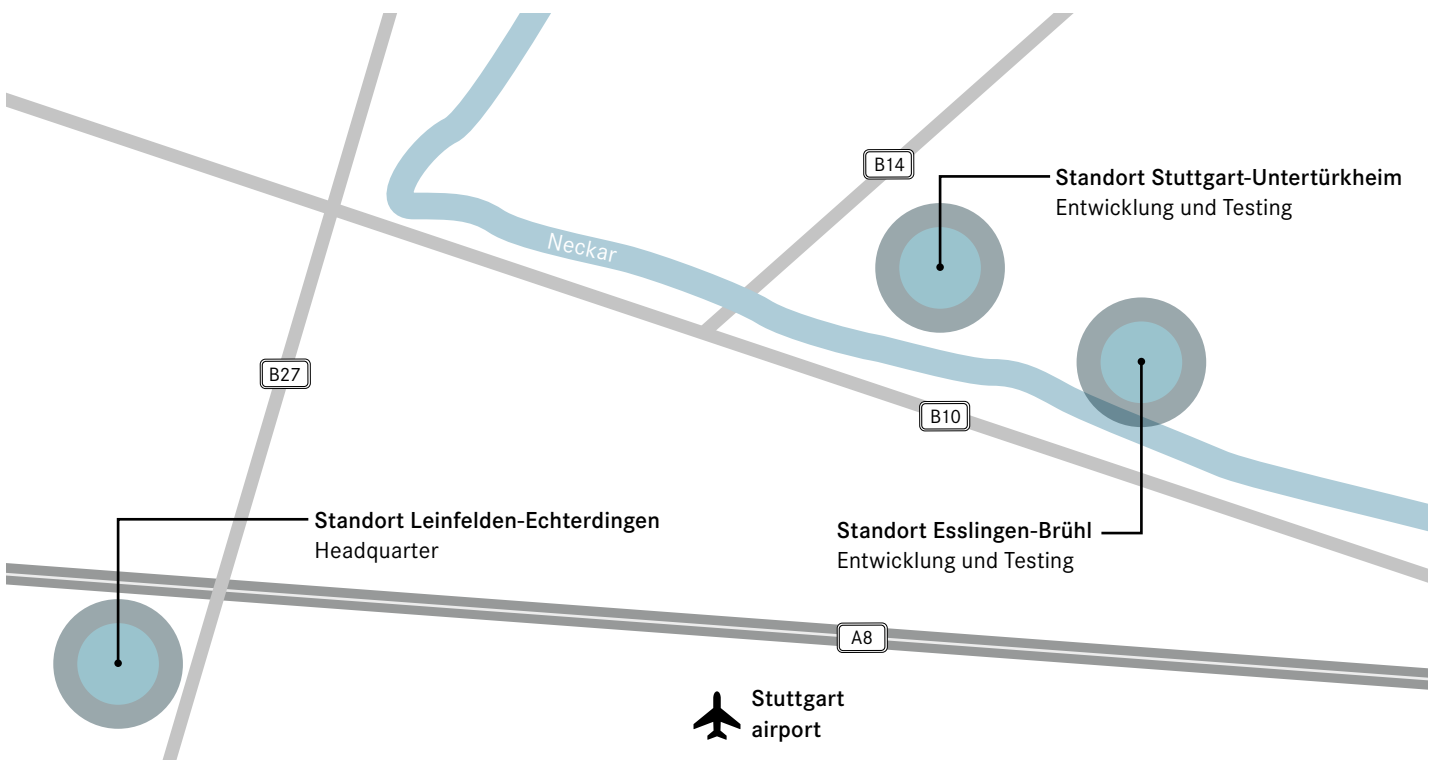 B14
Standort Stuttgart-Untertürkheim
Entwicklung und Testing
Neckar
B27
B10
Standort Leinfelden-Echterdingen
Headquarter
Standort Esslingen-Brühl
Entwicklung und Testing
A8
Stuttgart
airport